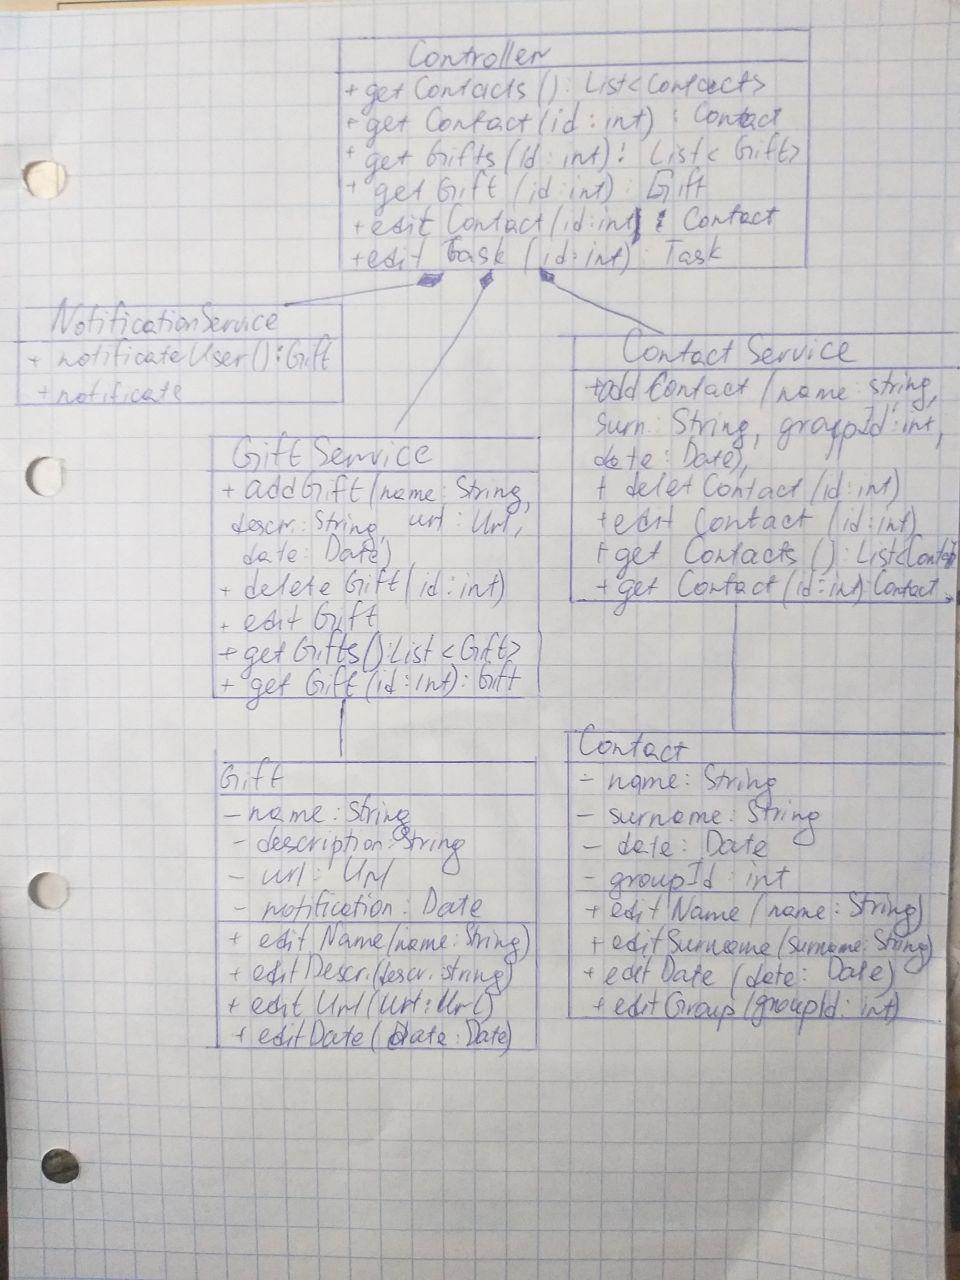 Controller
+ get Contacts (): List<Contacts>
+ get Contact (id: int) : Contact
+ get Gifts (id: int): List< Gift>
+ get Gift (id: int) : Gift
+ edit Contact (id: int) : Contact
+ edit Task (id: int) : Task
NotificationService
+ notificateUser(): Gift
+ notificate
Contact Service
+ add Contact (name: string,
Surn.: String, groupId: int,
date: Date),
+ delet Contact (id: int)
+ edit Contact (id: int)
+ get Contacts (): List<Contact
+ get Contact (id: int): Contact
Gift Service
+ addGift (name: String,
descr: String, url: Url,
date: Date)
+ delete Gift (id: int)
+ edit Gift
+ getGifts(): List <Gift>
+ get Gift (id: int): Gift
Gift
- name: String
- description: String
- url: Url
- notification: Date
+ edit Name (name: String)
+ edit Descr. (descr: string)
+ edit Url (Url: Url)
+ edit Date (date: Date)
Contact
- name: String
- surname: String
- date: Date
- groupId: int
+ edit Name (name: String)
+ edit Surname (surname: String)
+ edit Date (date: Date)
+ edit Group (groupId: int)